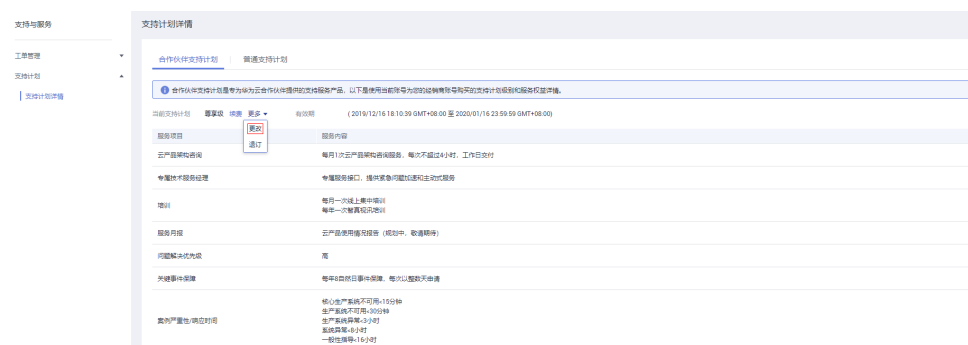 支持与服务
支持计划详情
工单管理
支持计划
支持计划详情
合作伙伴支持计划
普通支持计划
合作伙伴支持计划是专为华为云合作伙伴提供的支持服务产品，以下是使用当前账号为您的经销商账号购买的支持计划级别和服务权益详情。
当前支持计划 尊享级 续费 更多 有效期 (2019/12/16 18:10:39 GMT+08:00 至 2020/01/16 23:59:59 GMT+08:00)
更改
退订
服务项目 服务内容
云产品架构咨询 每月1次云产品架构咨询服务，每次不超过4小时，工作日交付
专属技术服务经理 专属服务接口，提供紧急问题加速和主动式服务
培训 每月一次线上集中培训
每年一次智真视讯培训
服务月报 云产品使用情况报告（规划中，敬请期待）
问题解决优先级 高
关键事件保障 每年8自然日事件保障，每次以整数天申请
案例严重性/响应时间 核心生产系统不可用<15分钟
生产系统不可用<30分钟
生产系统异常<3小时
系统异常<8小时
一般性指导<16小时